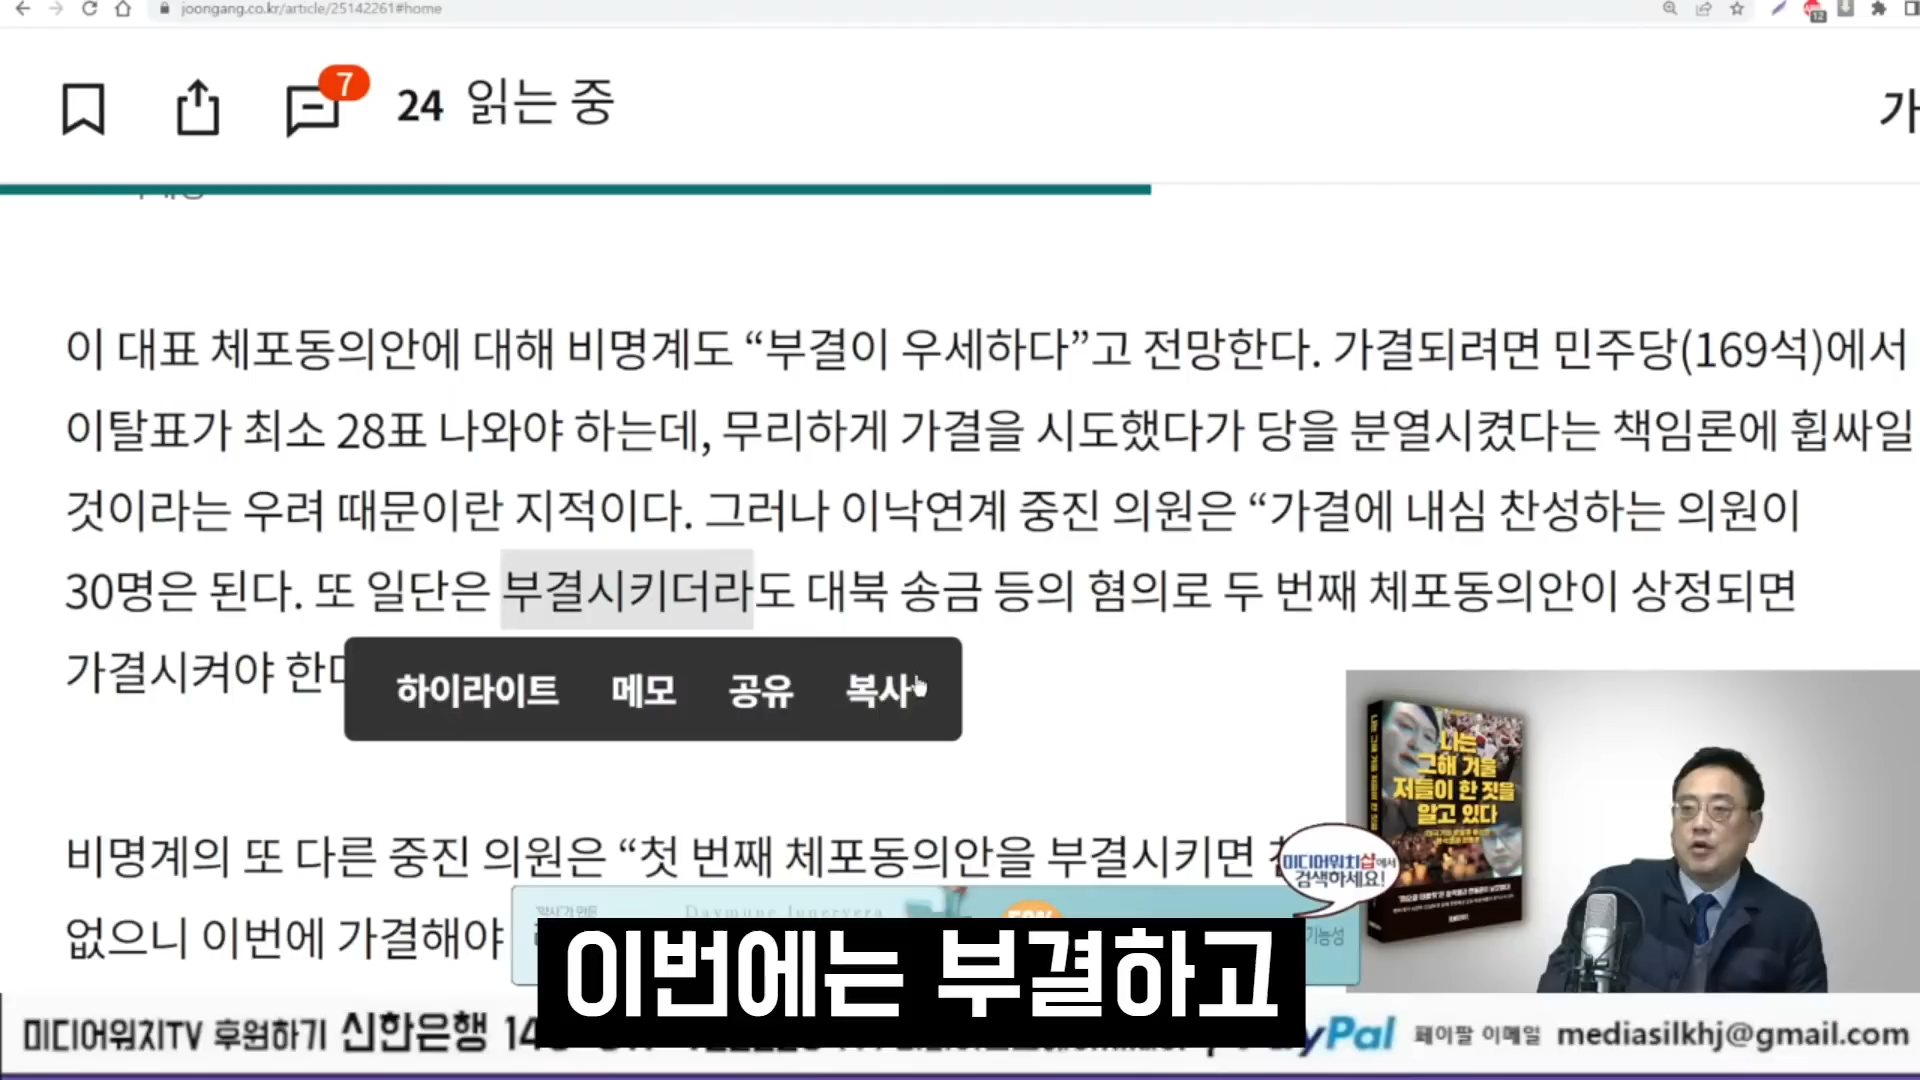 joongang.co.kr/article/25142261#home
12
7
24 읽는 중
가
이 대표 체포동의안에 대해 비명계도 “부결이 우세하다”고 전망한다. 가결되려면 민주당(169석)에서
이탈표가 최소 28표 나와야 하는데, 무리하게 가결을 시도했다가 당을 분열시켰다는 책임론에 휩싸일
것이라는 우려 때문이란 지적이다. 그러나 이낙연계 중진 의원은 “가결에 내심 찬성하는 의원이
30명은 된다. 또 일단은 부결시키더라도 대북 송금 등의 혐의로 두 번째 체포동의안이 상정되면
가결시켜야 한다
하이라이트 메모 공유 복사
비명계의 또 다른 중진 의원은 “첫 번째 체포동의안을 부결시키면
없으니 이번에 가결해야
기능성
나는
그해 겨울
저들이 한 짓을
알고 있다
미디어워치샵에서
검색하세요!
이번에는 부결하고
미디어워치TV 후원하기 신한은행
yPal 페이팔 이메일 mediasilkhj@gmail.com